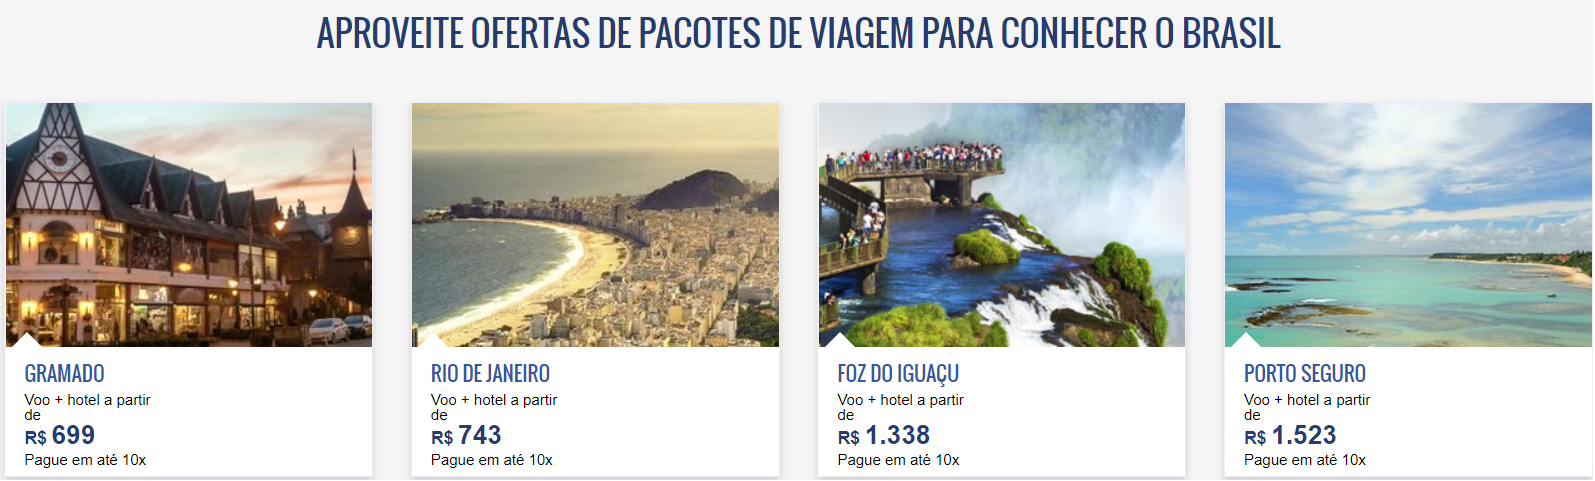 APROVEITE OFERTAS DE PACOTES DE VIAGEM PARA CONHECER O BRASIL
GRAMADO
Voo + hotel a partir
de
R$ 699
Pague em até 10x
RIO DE JANEIRO
Voo + hotel a partir
de
R$ 743
Pague em até 10x
FOZ DO IGUAÇU
Voo + hotel a partir
de
R$ 1.338
Pague em até 10x
PORTO SEGURO
Voo + hotel a partir
de
R$ 1.523
Pague em até 10x